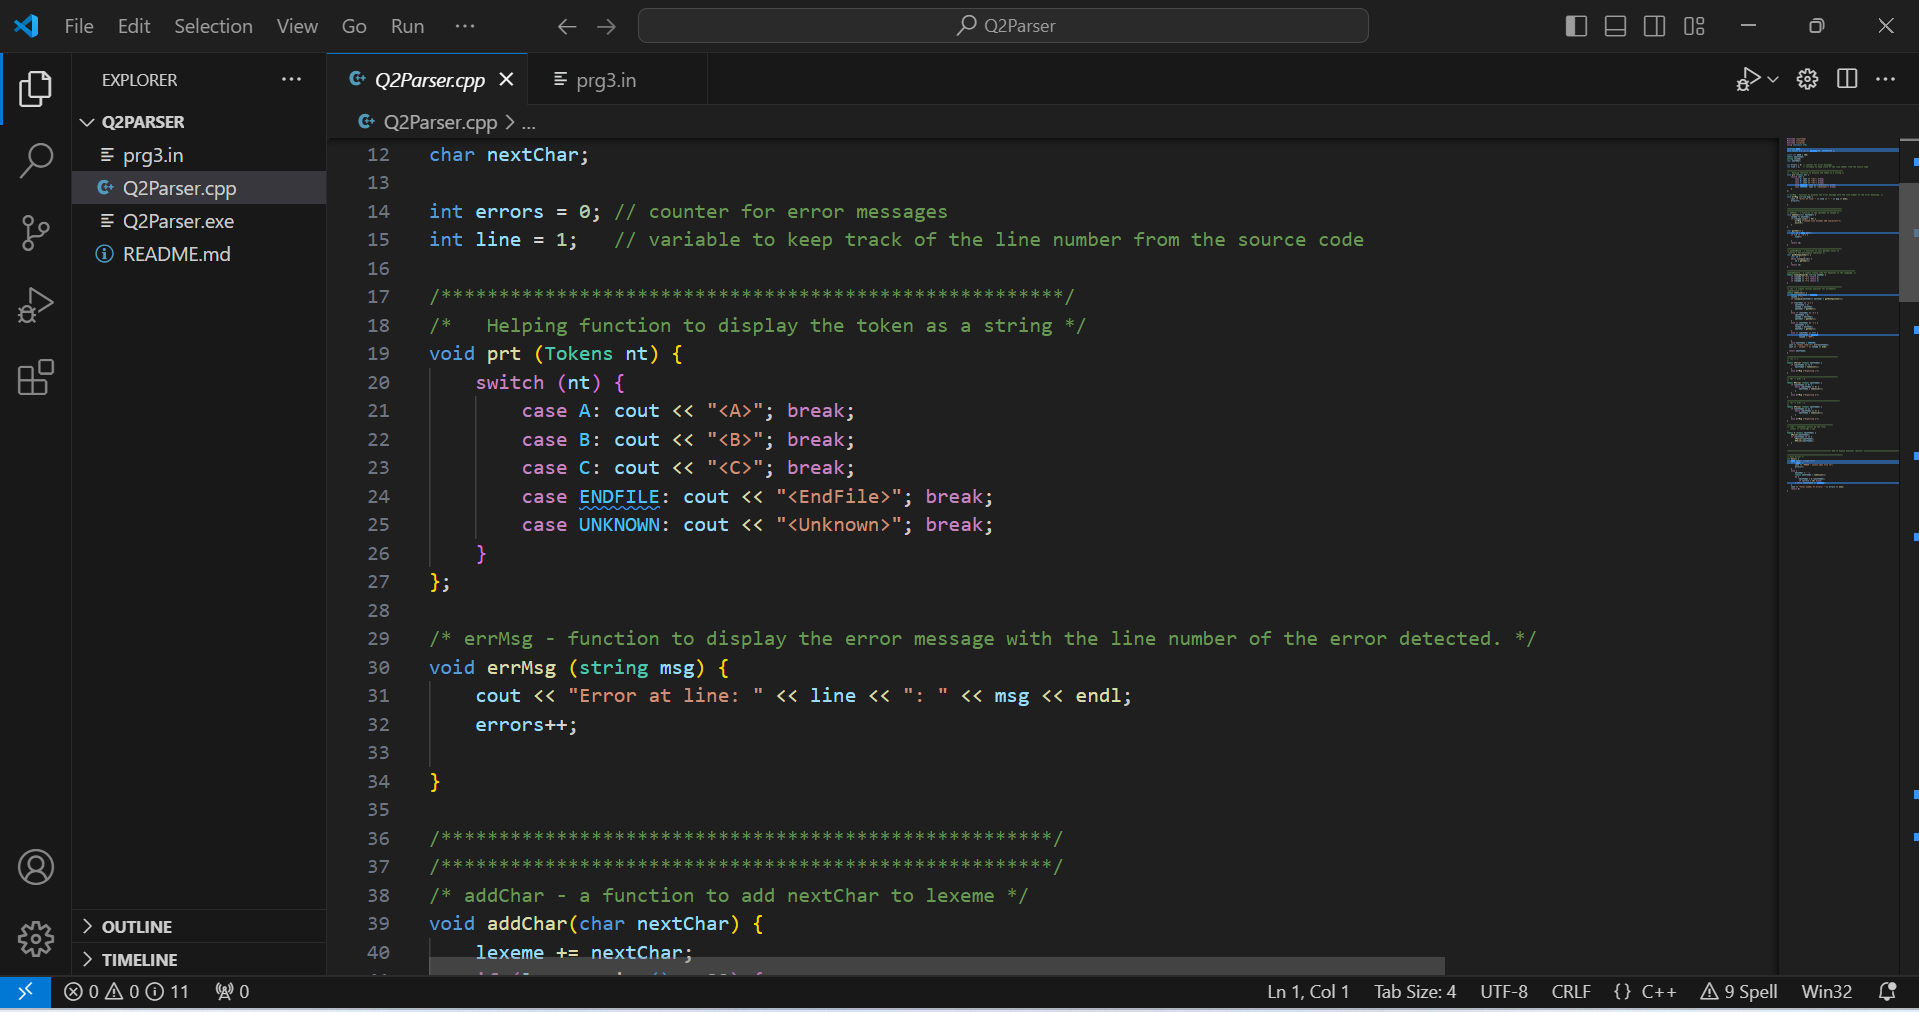 File Edit Selection View Go Run ···
Q2Parser
EXPLORER
Q2PARSER
prg3.in
Q2Parser.cpp
Q2Parser.exe
README.md
OUTLINE
TIMELINE
Q2Parser.cpp
prg3.in
Q2Parser.cpp > ...
12 char nextChar;
13
14 int errors = 0; // counter for error messages
15 int line = 1;   // variable to keep track of the line number from the source code
16
17 /******************************************************/
18 /*   Helping function to display the token as a string */
19 void prt (Tokens nt) {
20     switch (nt) {
21         case A: cout << "<A>"; break;
22         case B: cout << "<B>"; break;
23         case C: cout << "<C>"; break;
24         case ENDFILE: cout << "<EndFile>"; break;
25         case UNKNOWN: cout << "<Unknown>"; break;
26     }
27 };
28
29 /* errMsg - function to display the error message with the line number of the error detected. */
30 void errMsg (string msg) {
31     cout << "Error at line: " << line << ": " << msg << endl;
32     errors++;
33
34 }
35
36 /*****************************************************/
37 /*****************************************************/
38 /* addChar - a function to add nextChar to lexeme */
39 void addChar(char nextChar) {
40     lexeme += nextChar;
0 0 11 0
Ln 1, Col 1 Tab Size: 4 UTF-8 CRLF {} C++ 9 Spell Win32